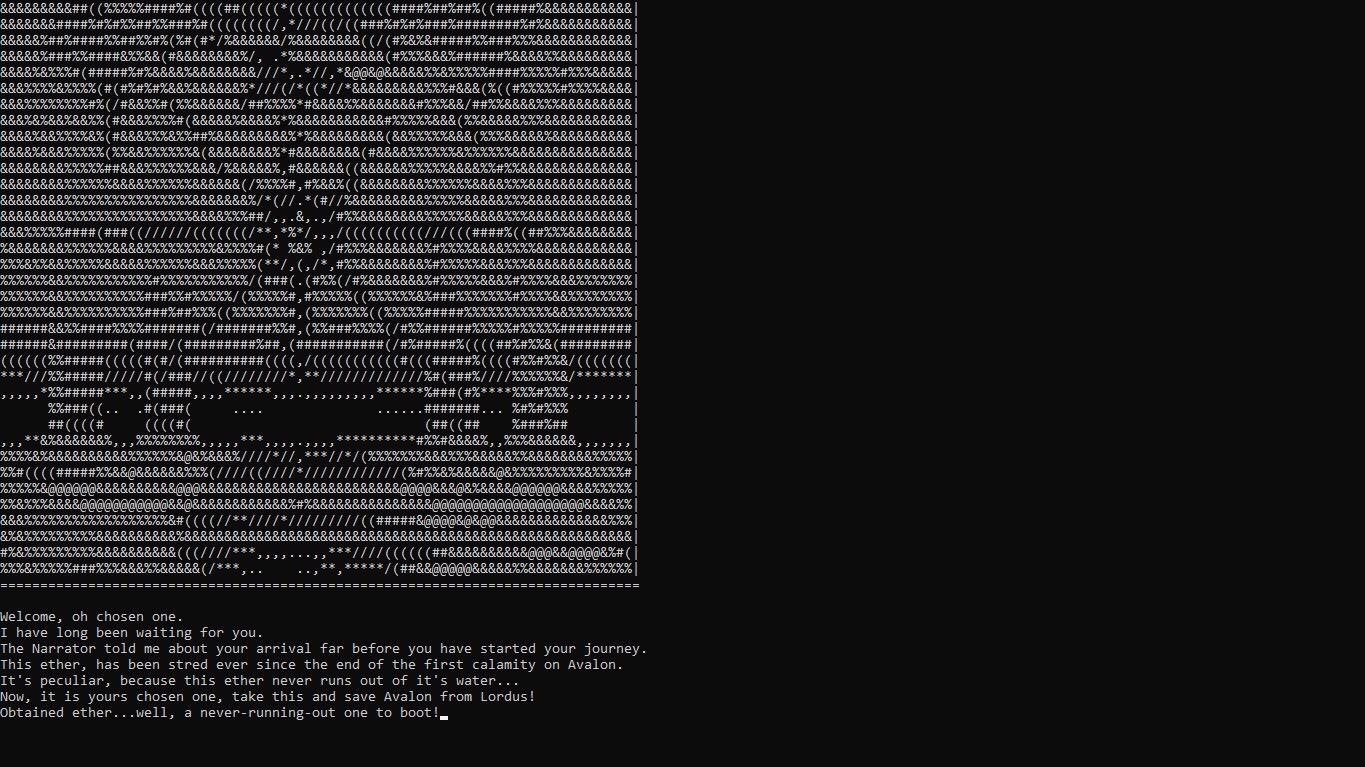 Welcome, oh chosen one.
I have long been waiting for you.
The Narrator told me about your arrival far before you have started your journey.
This ether, has been stred ever since the end of the first calamity on Avalon.
It's peculiar, because this ether never runs out of it's water...
Now, it is yours chosen one, take this and save Avalon from Lordus!
Obtained ether...well, a never-running-out one to boot!